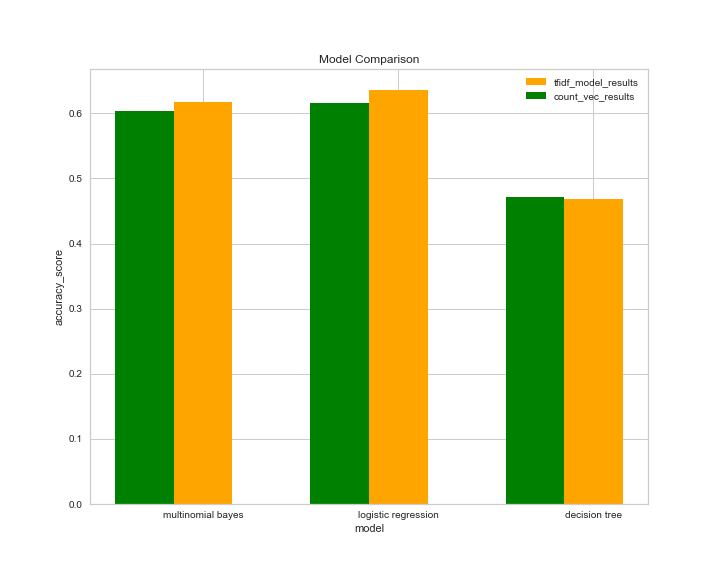 Model Comparison
tfidf_model_results
count_vec_results
0.6
0.5
0.4
0.3
0.2
0.1
0.0
accuracy_score
multinomial bayes
logistic regression
decision tree
model